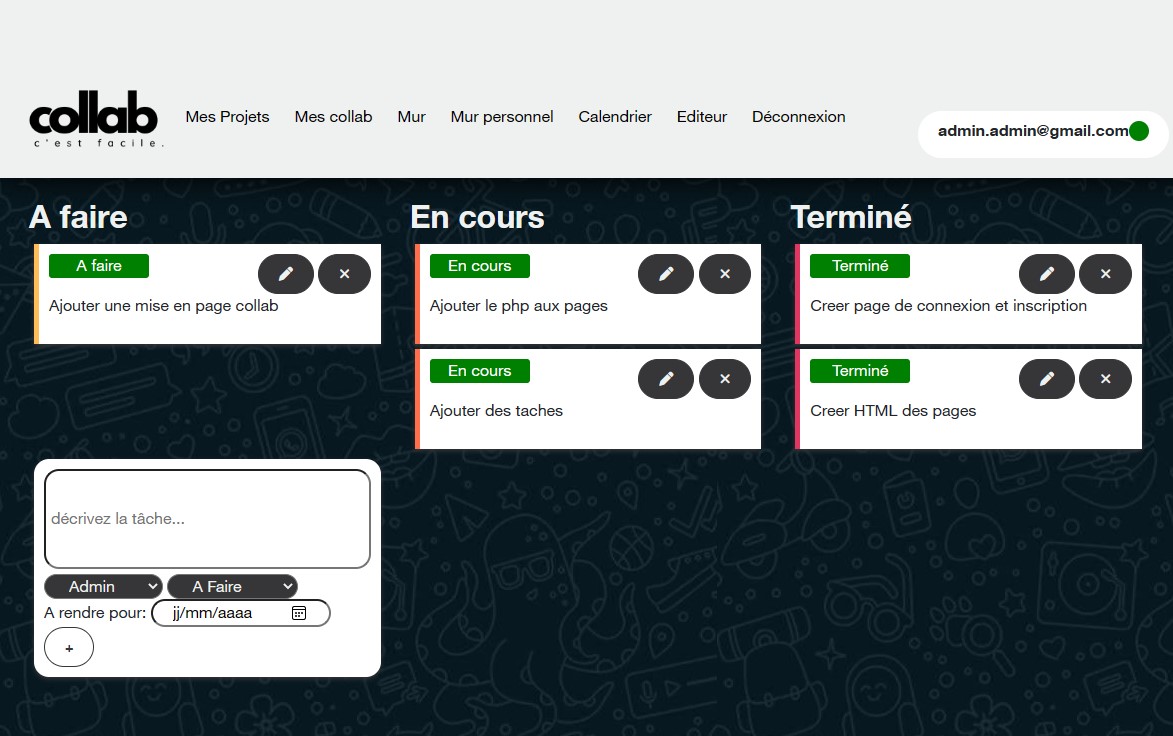 collab
c'est facile.
Mes Projets Mes collab Mur Mur personnel Calendrier Editeur Déconnexion
admin.admin@gmail.com
A faire
A faire
Ajouter une mise en page collab
En cours
En cours
Ajouter le php aux pages
En cours
Ajouter des taches
Terminé
Terminé
Creer page de connexion et inscription
Terminé
Creer HTML des pages
décrivez la tâche...
Admin A Faire
A rendre pour: jj/mm/aaaa
+